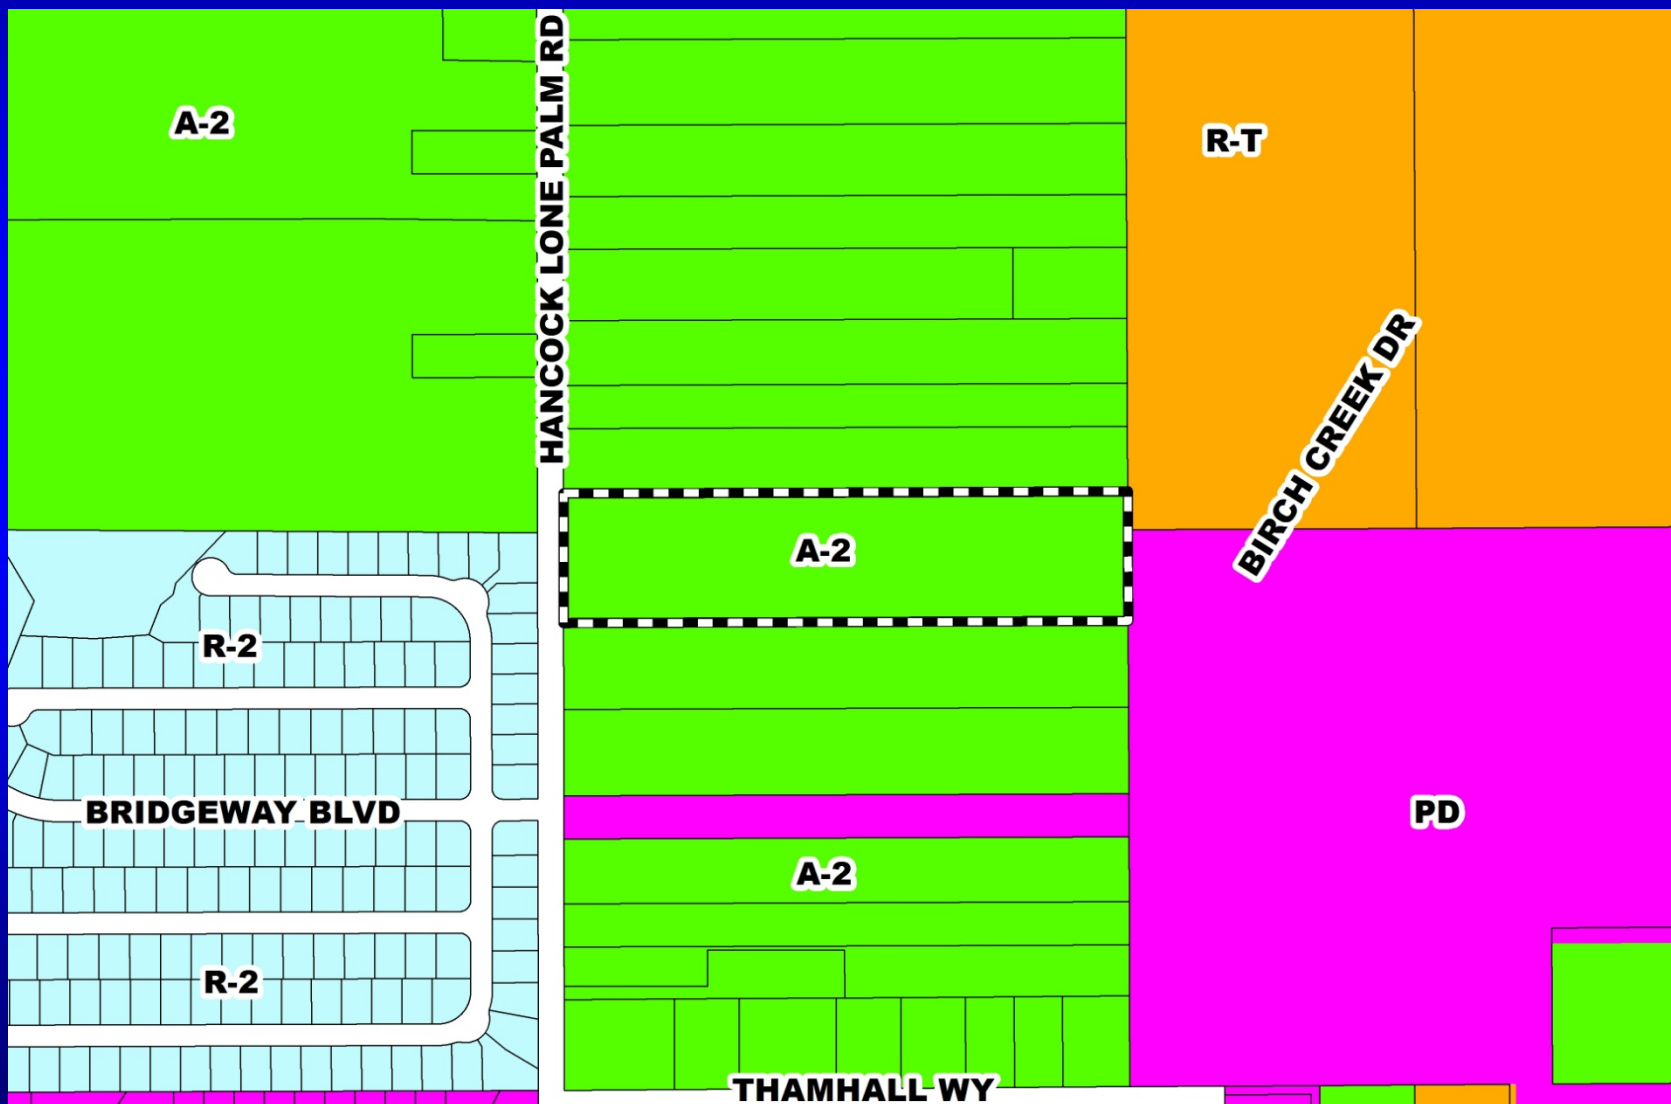 HANCOCK LONE PALM RD
A-2
R-T
BIRCH CREEK DR
A-2
R-2
BRIDGEWAY BLVD
PD
A-2
R-2
THAMHALL WY